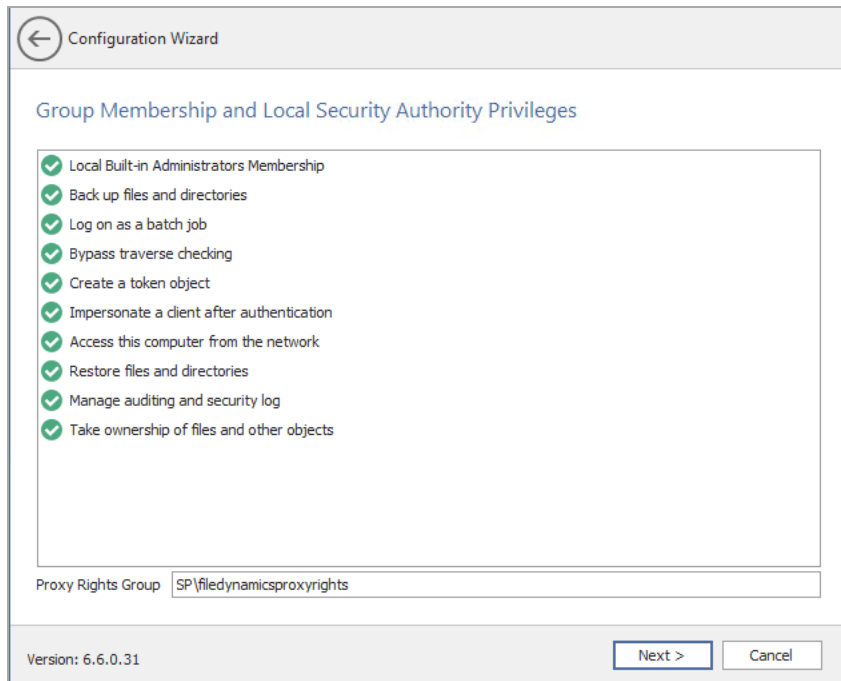 Configuration Wizard
Group Membership and Local Security Authority Privileges
Local Built-in Administrators Membership
Back up files and directories
Log on as a batch job
Bypass traverse checking
Create a token object
Impersonate a client after authentication
Access this computer from the network
Restore files and directories
Manage auditing and security log
Take ownership of files and other objects
Proxy Rights Group SP\filedynamicsproxyrights
Version: 6.6.0.31 Next > Cancel